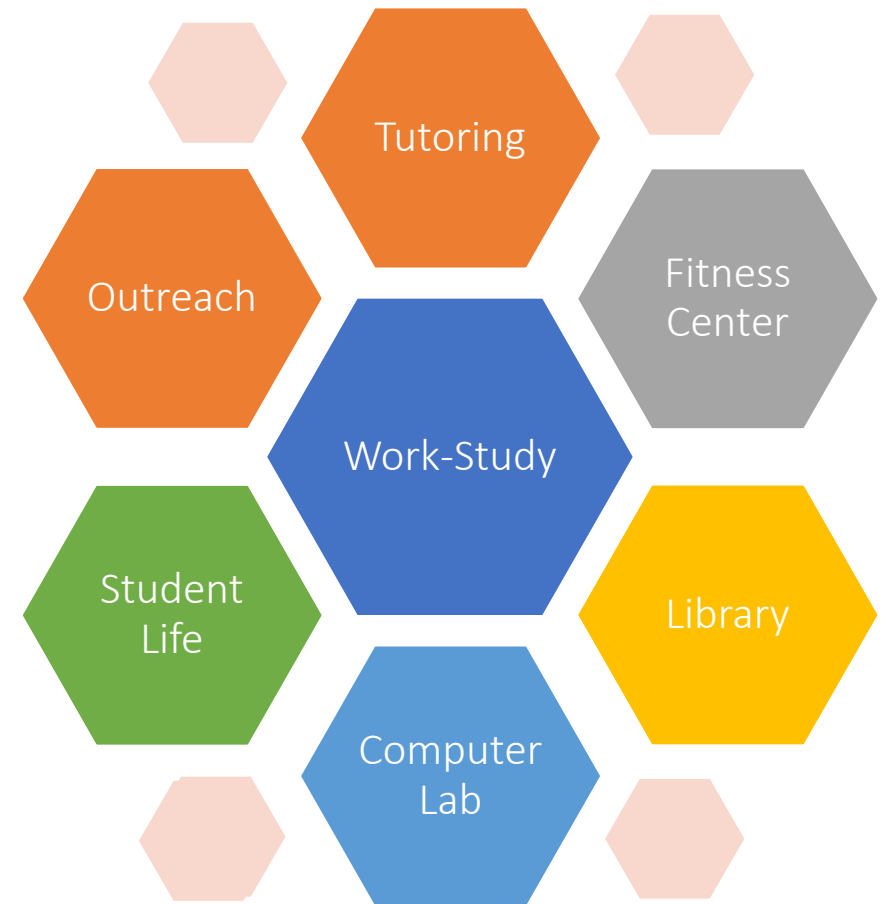 Tutoring
Outreach
Fitness
Center
Work-Study
Student
Life
Library
Computer
Lab